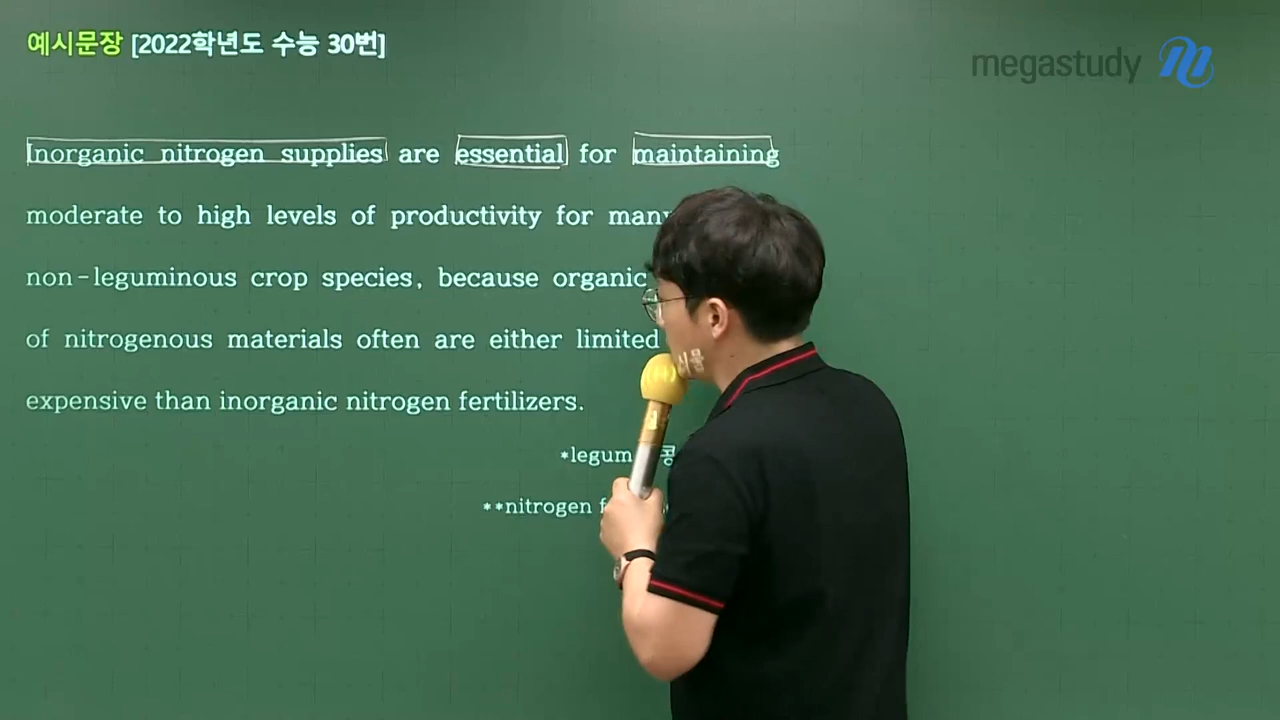 예시문장 [2022학년도 수능 30번]
megastudy
Inorganic nitrogen supplies are essential for maintaining
moderate to high levels of productivity for many
non-leguminous crop species, because organic
of nitrogenous materials often are either limited
expensive than inorganic nitrogen fertilizers.
*legum 콩
**nitrogen f